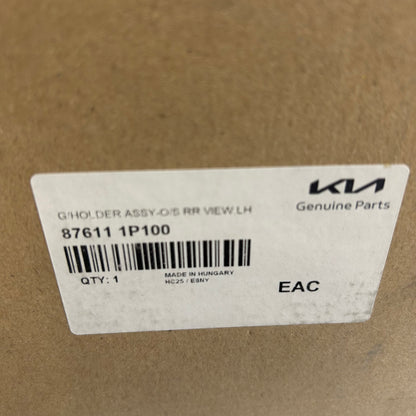 KIA
Genuine Parts
G/HOLDER ASSY-O/S RR VIEW,LH
87611 1P100
QTY: 1
MADE IN HUNGARY
HC25 / E8NY
EAC